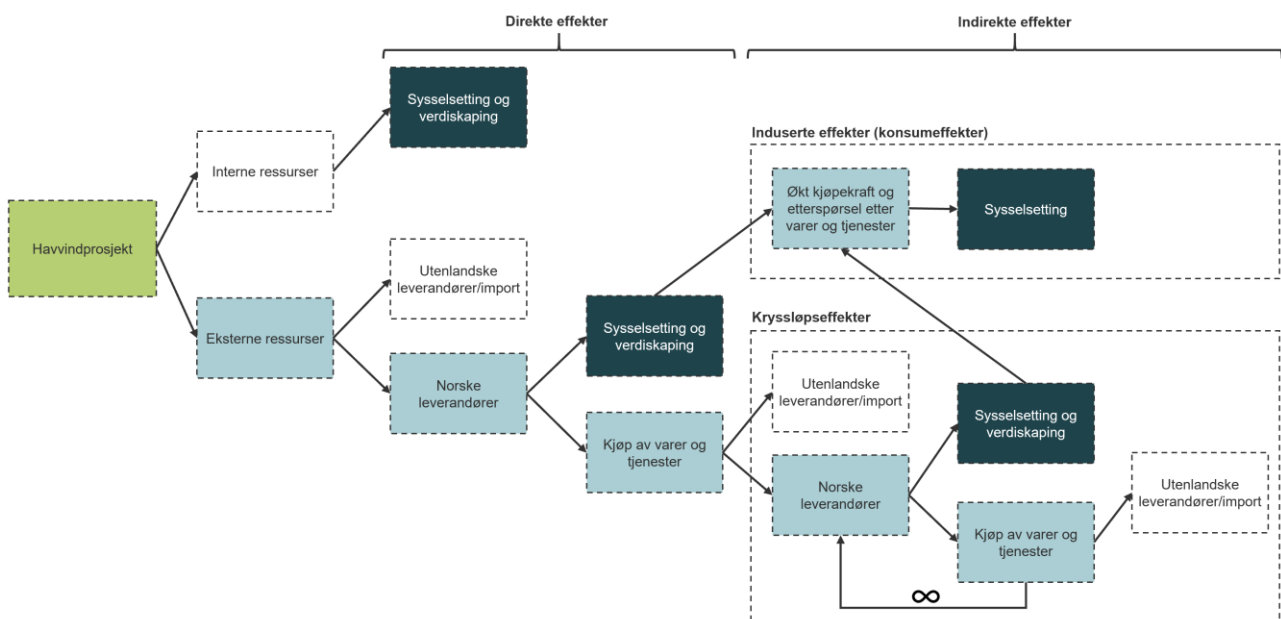 Direkte effekter
Indirekte effekter
Sysselsetting og
verdiskaping
Induserte effekter (konsumeffekter)
Interne ressurser
Økt kjøpekraft og
etterspørsel etter
varer og tjenester
Sysselsetting
Havvindprosjekt
Utenlandske
leverandører/import
Eksterne ressurser
Sysselsetting og
verdiskaping
Kryssløpseffekter
Norske
leverandører
Utenlandske
leverandører/import
Sysselsetting og
verdiskaping
Kjøp av varer og
tjenester
Norske
leverandører
Utenlandske
leverandører/import
Kjøp av varer og
tjenester
∞